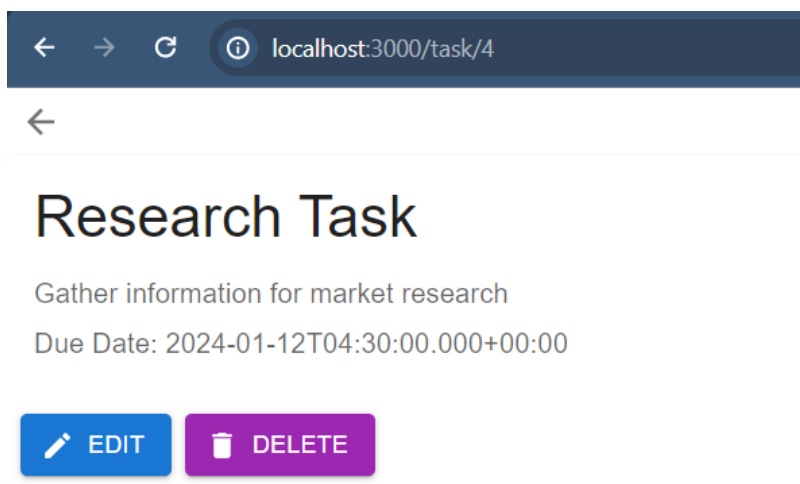 localhost:3000/task/4
Research Task
Gather information for market research
Due Date: 2024-01-12T04:30:00.000+00:00
EDIT DELETE